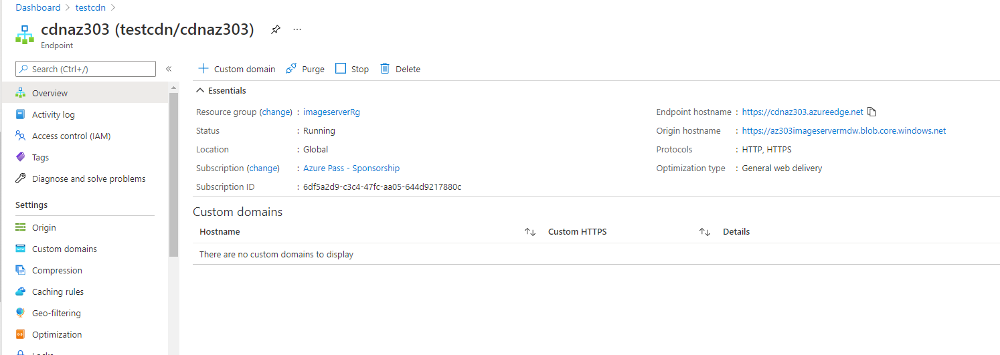 Dashboard > testcdn >
cdnaz303 (testcdn/cdnaz303) ...
Endpoint
Search (Ctrl+/) «
Overview
Activity log
Access control (IAM)
Tags
Diagnose and solve problems
Settings
Origin
Custom domains
Compression
Caching rules
Geo-filtering
Optimization
Locks
+ Custom domain Purge Stop Delete
Essentials
Resource group (change) : imageserverRg
Status : Running
Location : Global
Subscription (change) : Azure Pass - Sponsorship
Subscription ID : 6df5a2d9-c3c4-47fc-aa05-644d9217880c
Endpoint hostname : https://cdnaz303.azureedge.net
Origin hostname : https://az303imageservermdw.blob.core.windows.net
Protocols : HTTP, HTTPS
Optimization type : General web delivery
Custom domains
Hostname ↑↓ Custom HTTPS ↑↓ Details
There are no custom domains to display